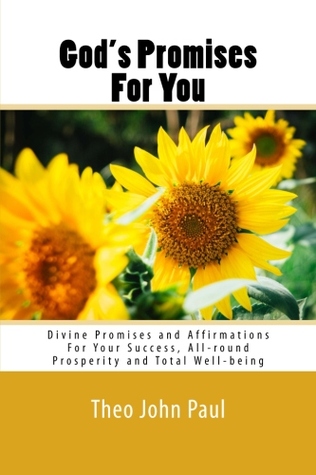 God's Promises
For You
Divine Promises and Affirmations
For Your Success, All-round
Prosperity and Total Well-being
Theo John Paul